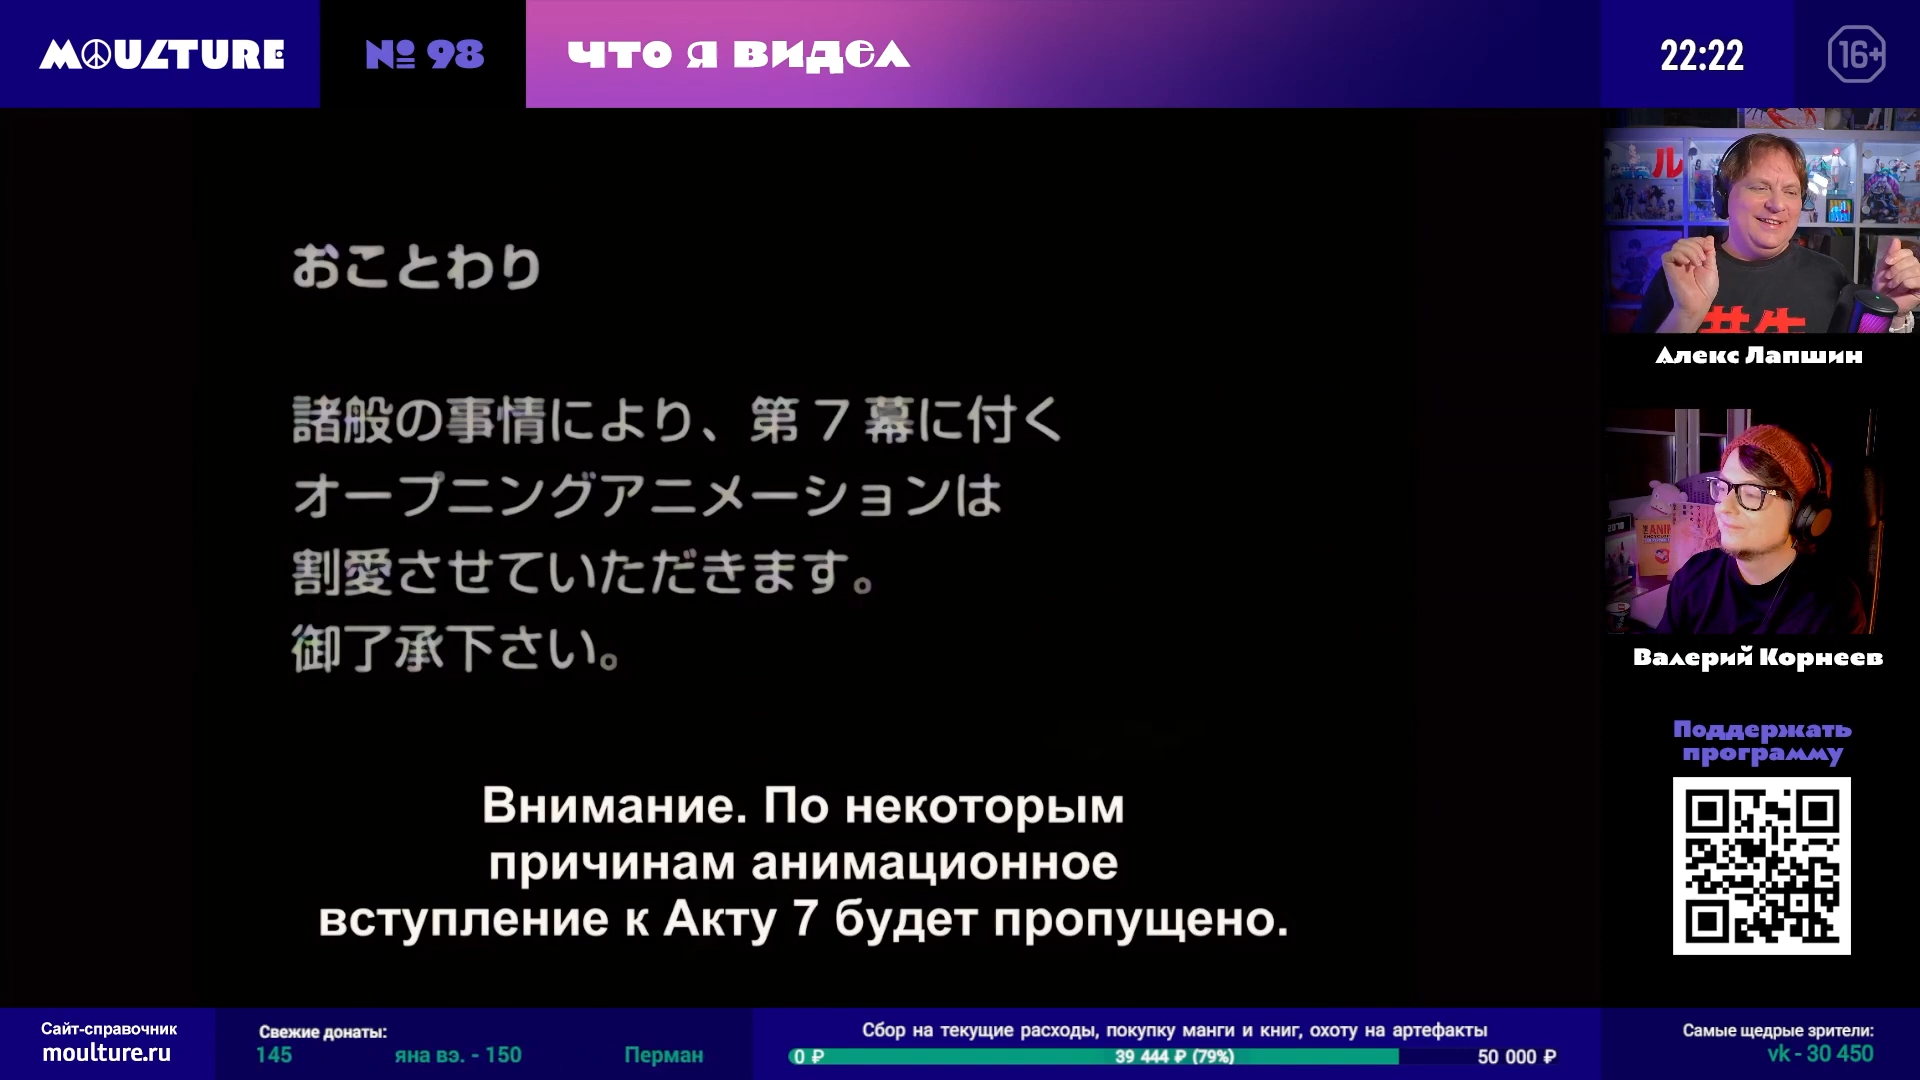 MOULTURE
№ 98
ЧТО Я ВИДЕЛ
22:22
16+
おことわり
諸般の事情により、第7幕に付く
オープニングアニメーションは
割愛させていただきます。
御了承下さい。
Внимание. По некоторым
причинам анимационное
вступление к Акту 7 будет пропущено.
ル
Алекс Лапшин
Валерий Корнеев
Поддержать
программу
Сайт-справочник
moulture.ru
Свежие донаты:
145 яна вэ. - 150 Перман
Сбор на текущие расходы, покупку манги и книг, охоту на артефакты
0 ₽ 39 444 ₽ (79%) 50 000 ₽
Самые щедрые зрители:
vk - 30 450